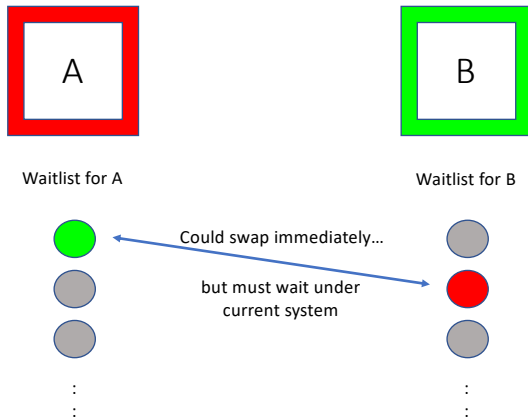 A
B
Waitlist for A
Waitlist for B
Could swap immediately…
but must wait under
current system
:
:
:
: